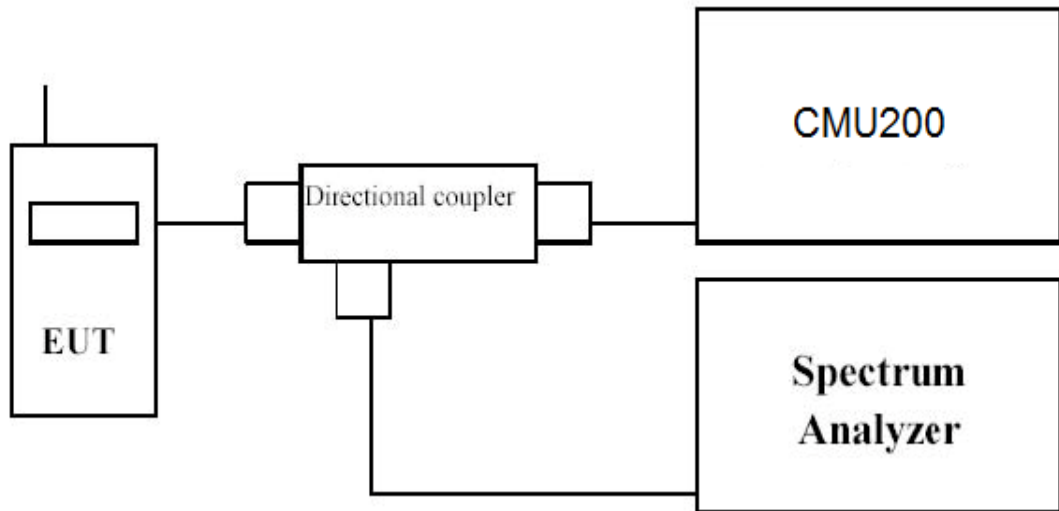 CMU200
Directional coupler
EUT
Spectrum
Analyzer